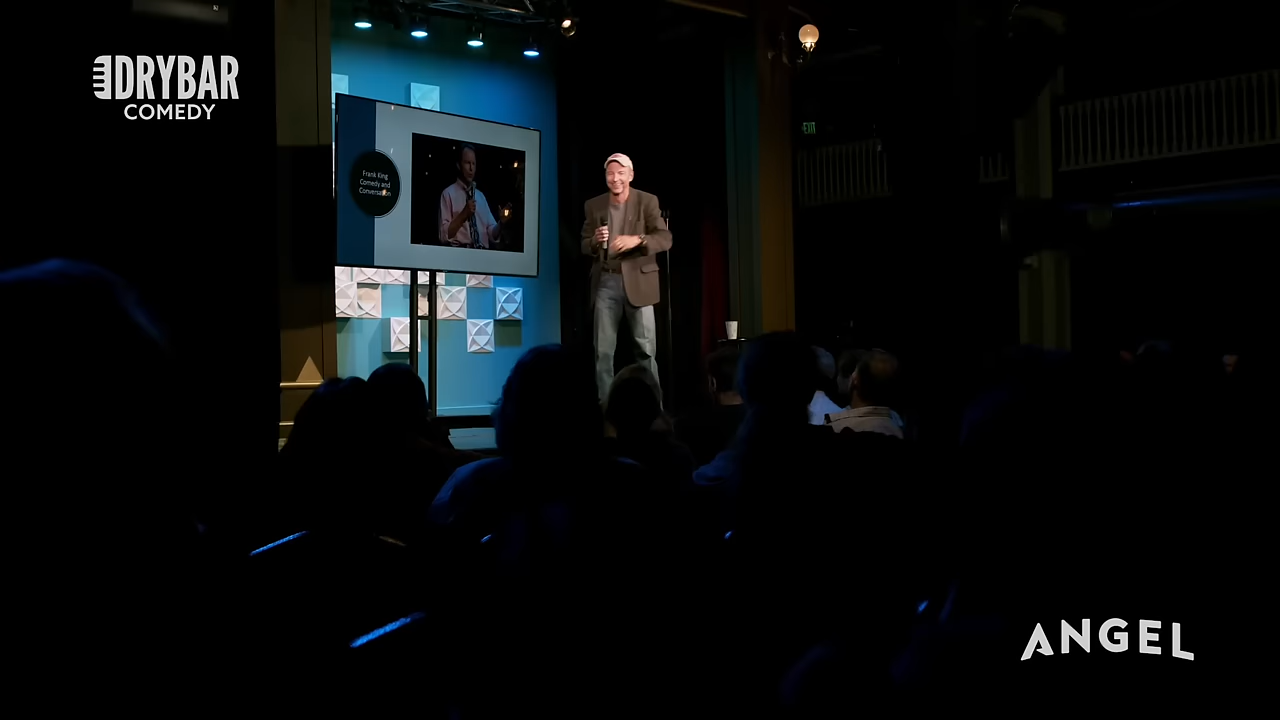 DRYBAR
COMEDY
Frank King
Comedy and
Conversation
EXIT
ANGEL